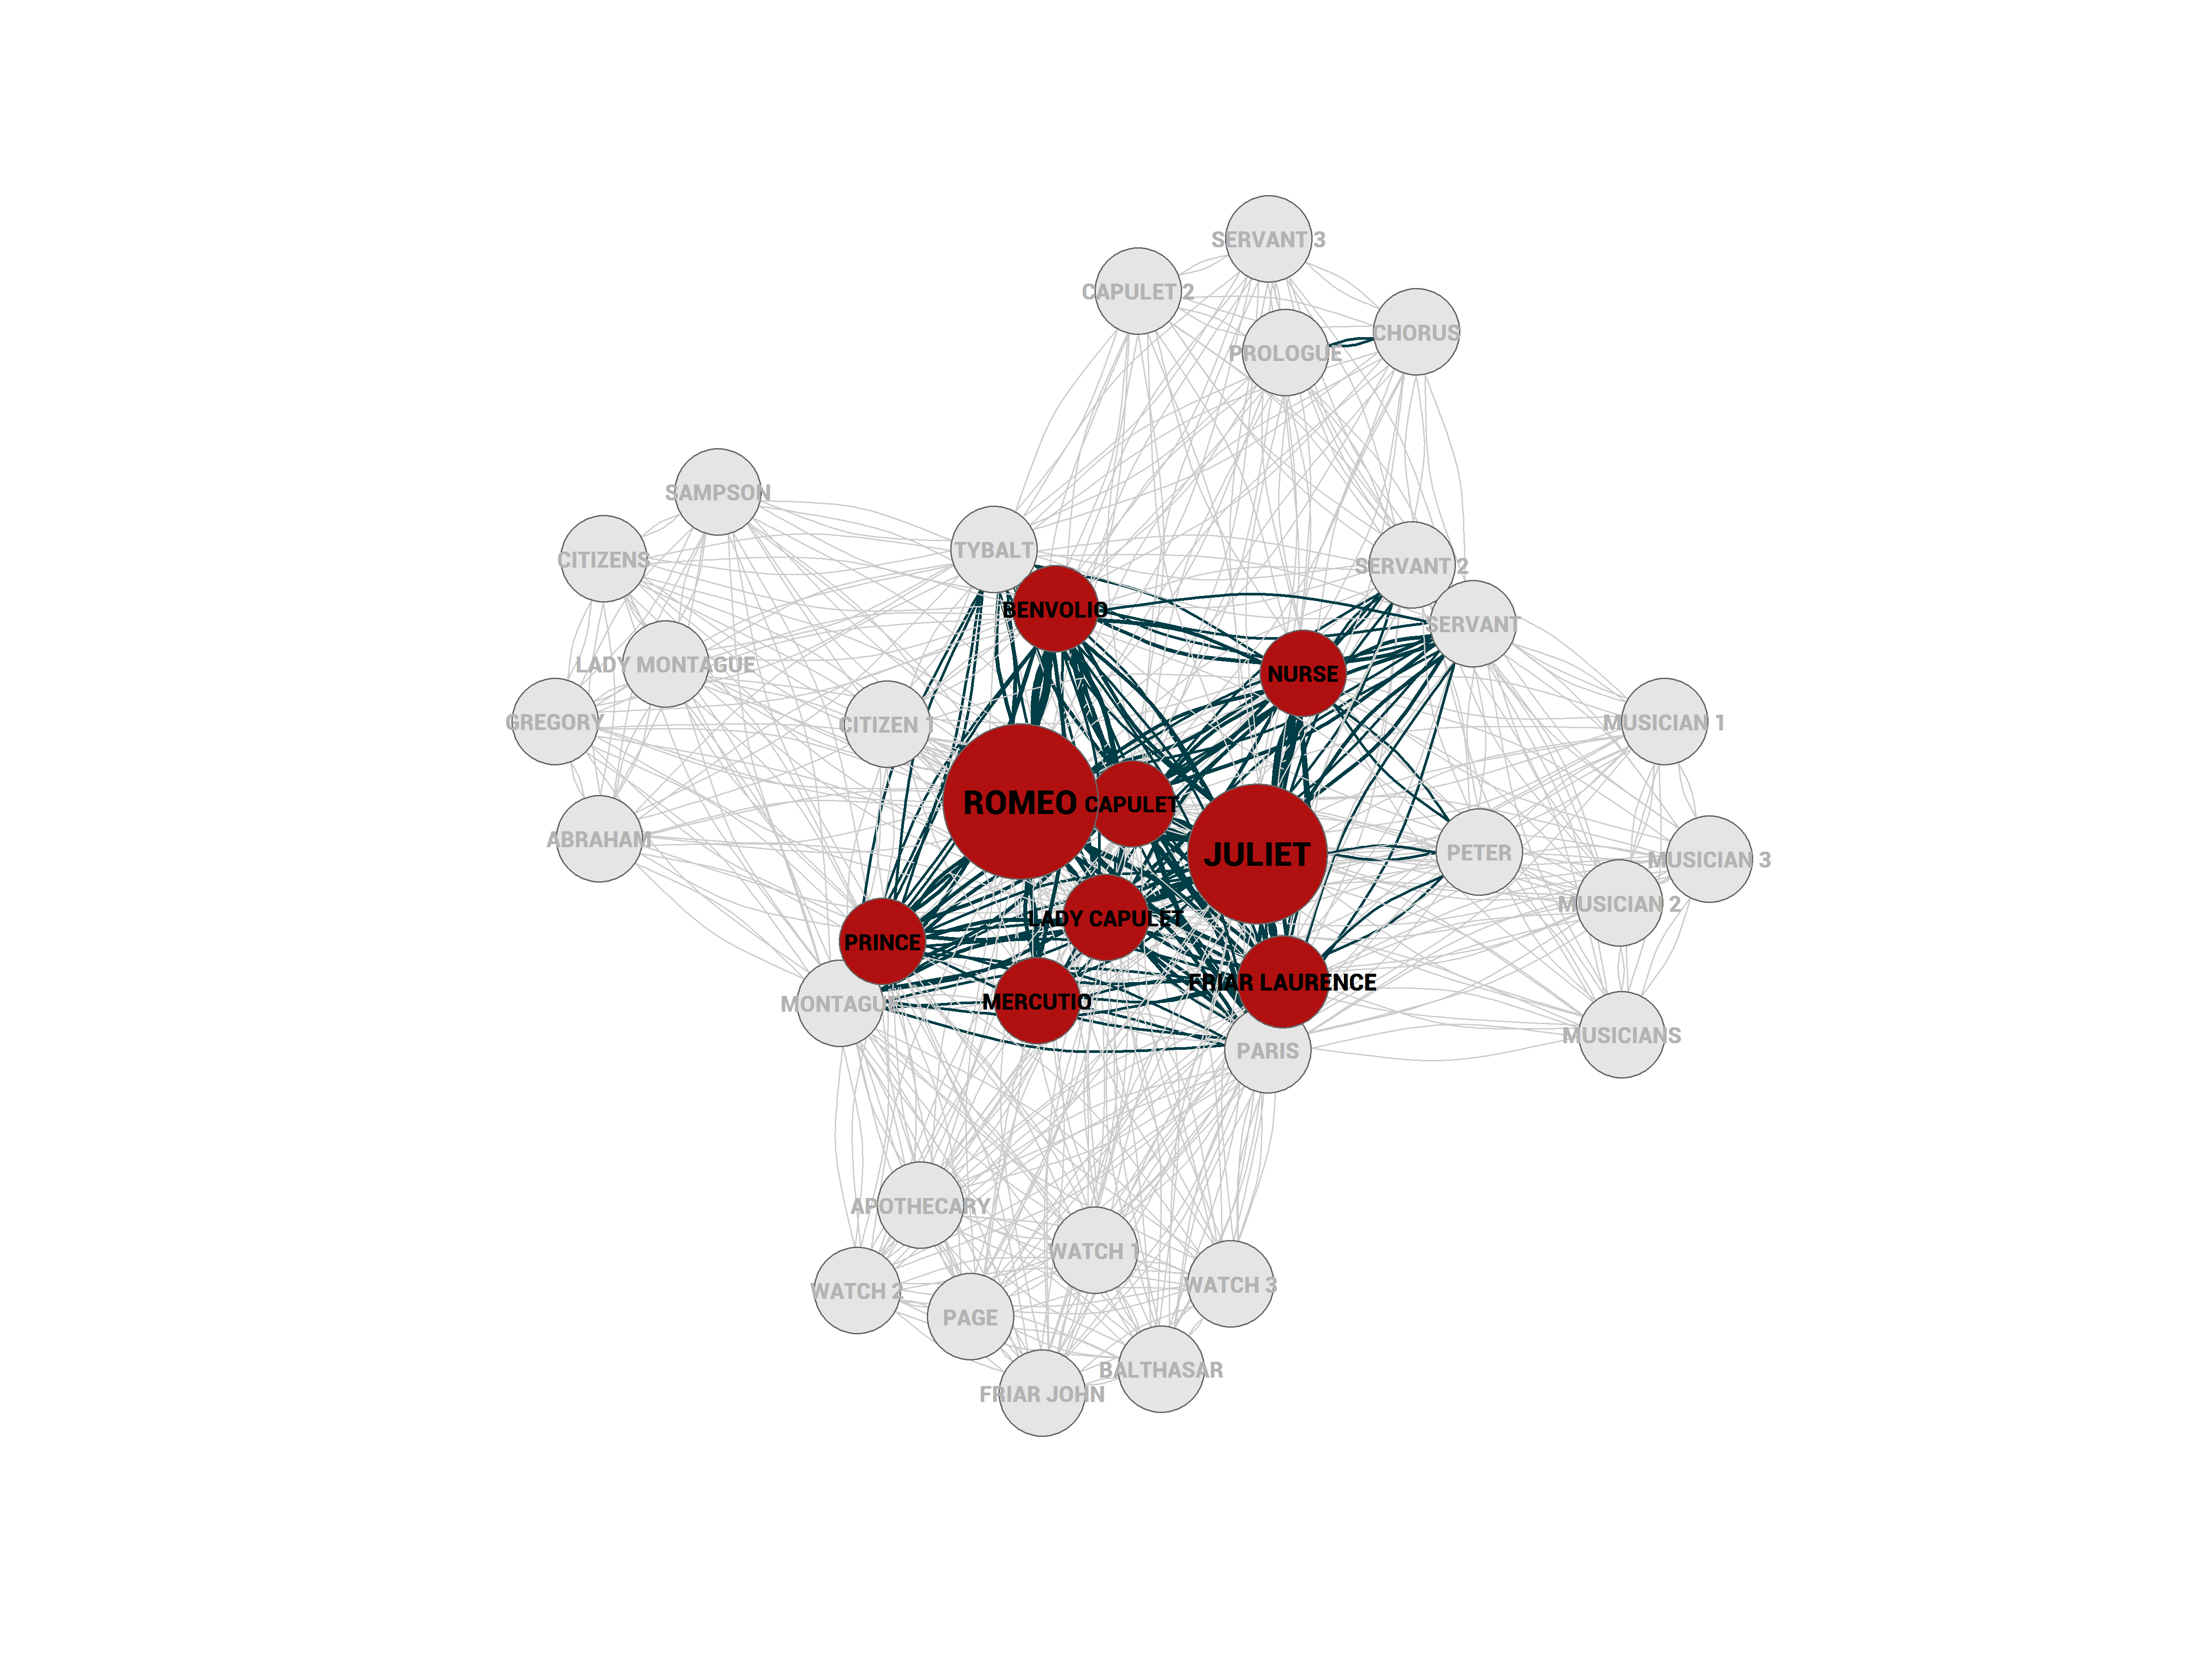 SERVANT 3
CAPULET 2
CHORUS
PROLOGUE
SAMPSON
TYBALT
CITIZENS
SERVANT 2
BENVOLIO
SERVANT
LADY MONTAGUE
NURSE
GREGORY
CITIZEN 1
MUSICIAN 1
ROMEO
CAPULET
ABRAHAM
JULIET
PETER
MUSICIAN 3
MUSICIAN 2
LADY CAPULET
PRINCE
FRIAR LAURENCE
MERCUTIO
MONTAGUE
MUSICIANS
PARIS
APOTHECARY
WATCH 1
WATCH 3
WATCH 2
PAGE
BALTHASAR
FRIAR JOHN